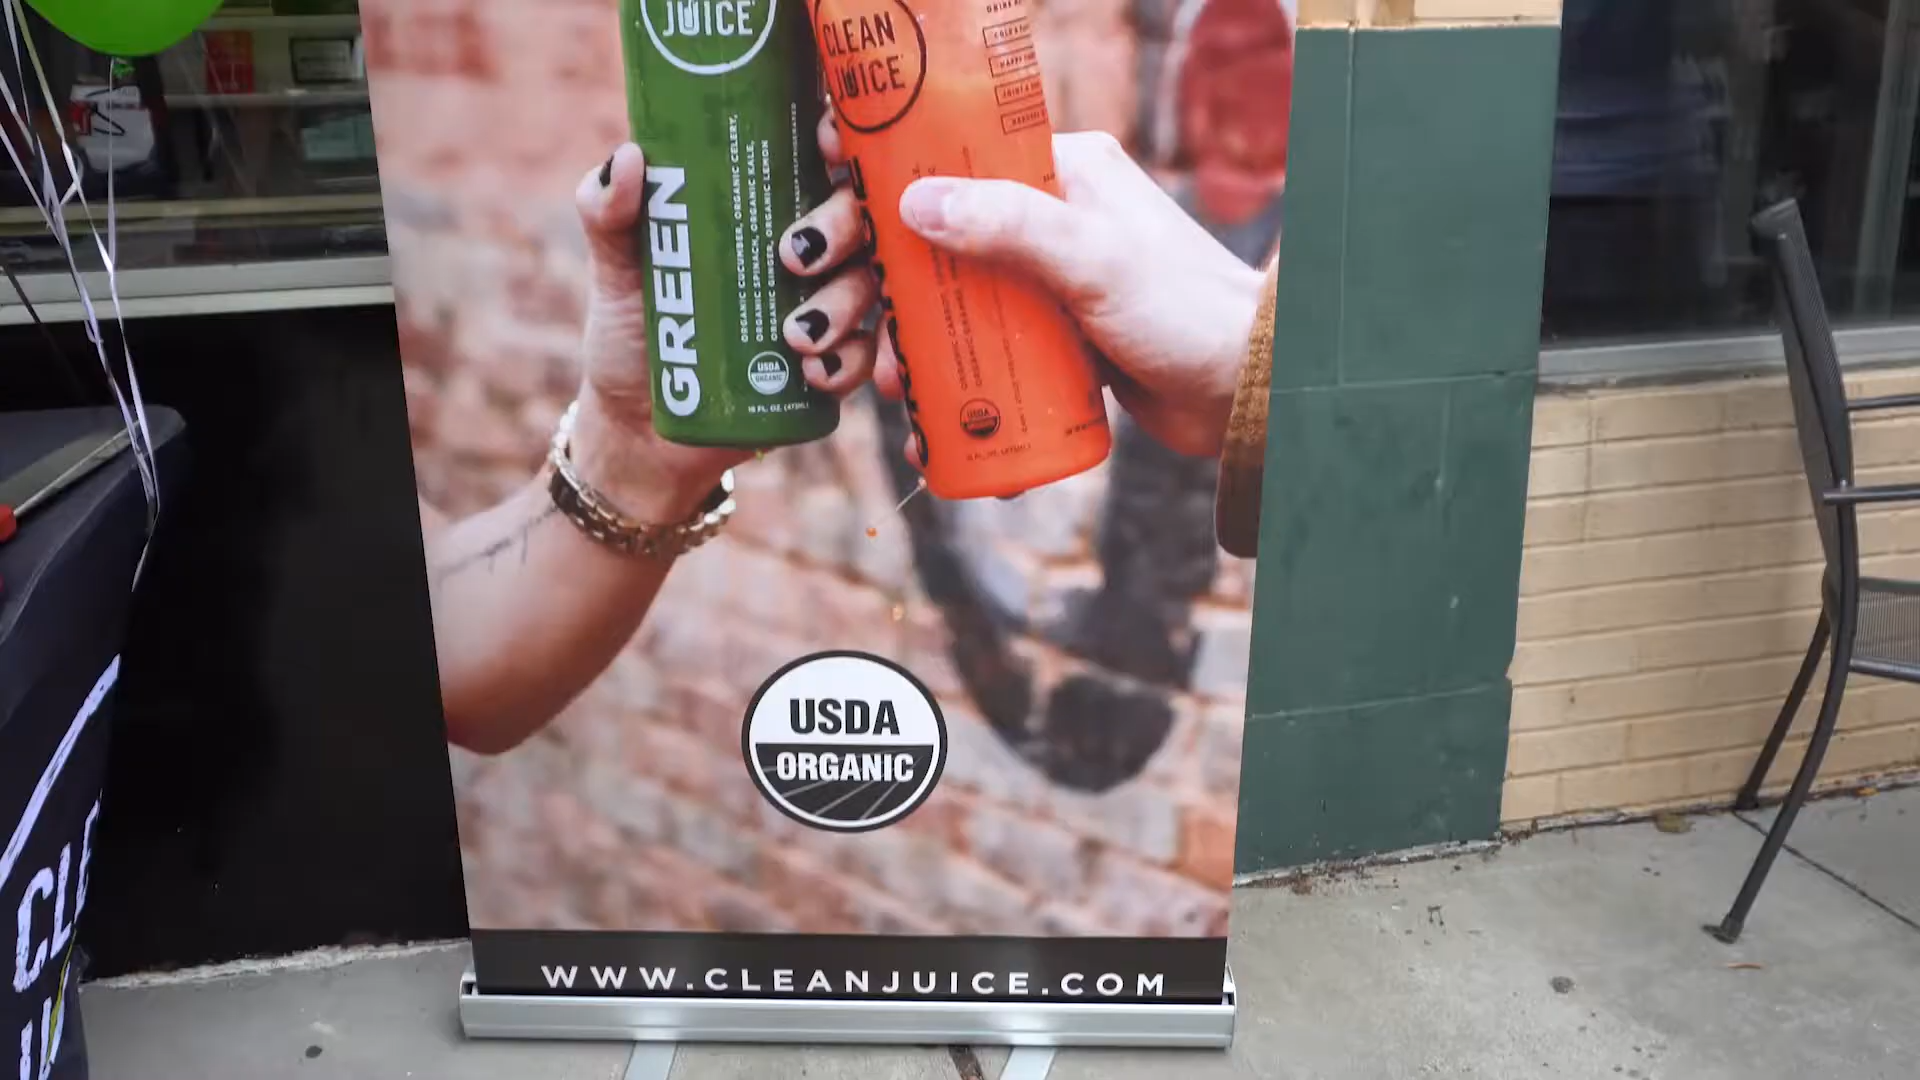 JUICE
CLEAN
JUICE
GREEN
ORGANIC CUCUMBER, ORGANIC CELERY,
ORGANIC SPINACH, ORGANIC KALE,
ORGANIC GINGER, ORGANIC LEMON
USDA
ORGANIC
16 FL. OZ. (473ML)
USDA
ORGANIC
USDA
ORGANIC
WWW.CLEANJUICE.COM
CLE